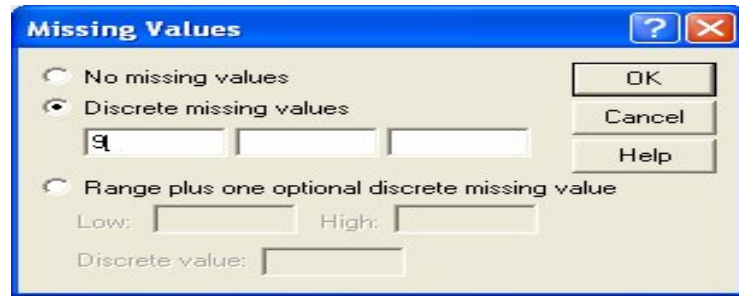 Missing Values
No missing values
OK
Discrete missing values
Cancel
9
Help
Range plus one optional discrete missing value
Low: High:
Discrete value: